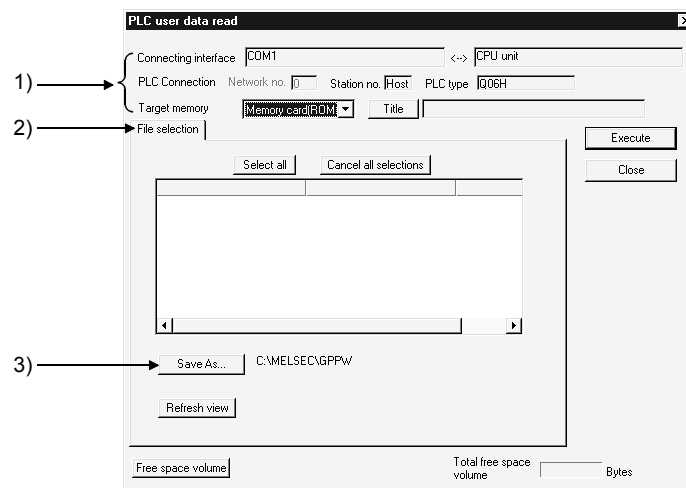 PLC user data read
1)
Connecting interface COM1 <--> CPU unit
PLC Connection Network no. 0 Station no. Host PLC type Q06H
Target memory Memory card(ROM Title
2)
File selection
Execute
Select all Cancel all selections
Close
3)
Save As... C:\MELSEC\GPPW
Refresh view
Free space volume
Total free space
volume Bytes